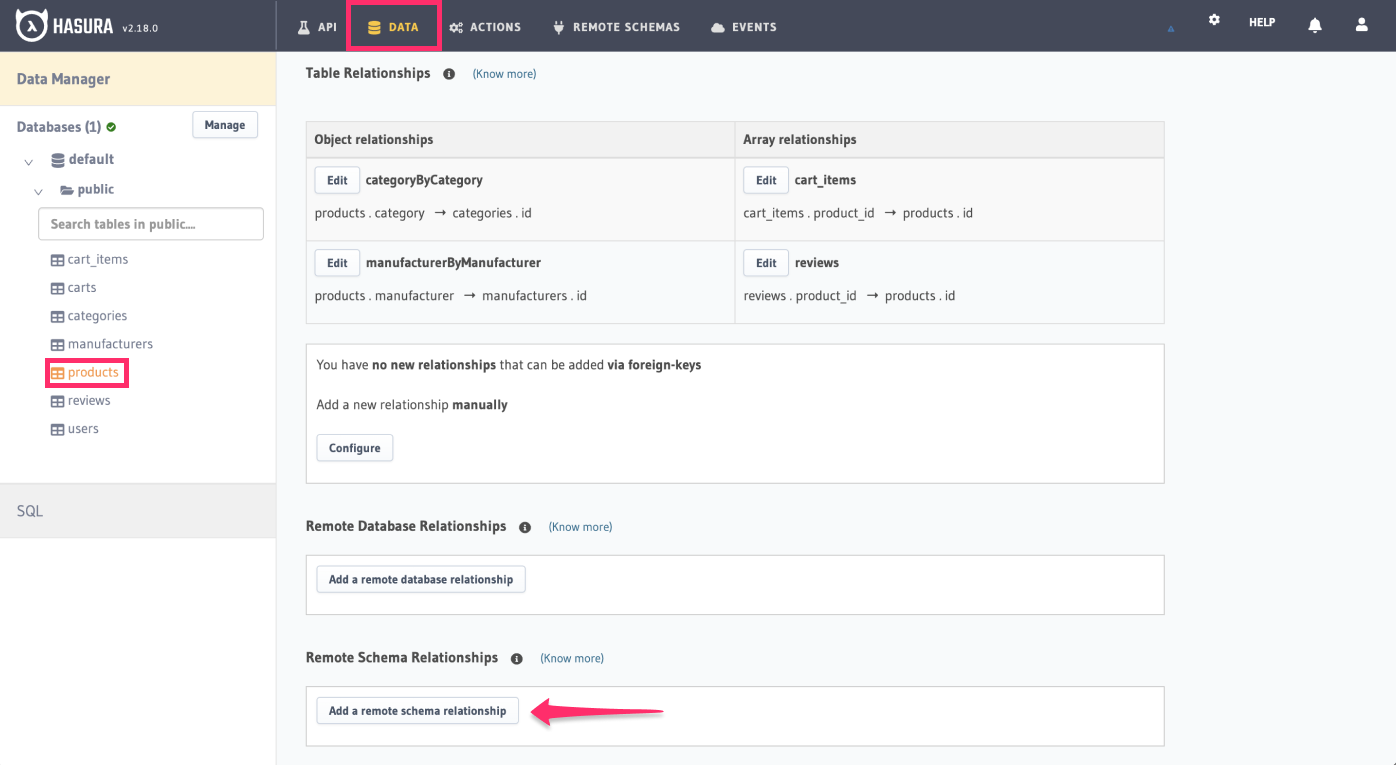 HASURA v2.18.0 API DATA ACTIONS REMOTE SCHEMAS EVENTS HELP
Data Manager
Databases (1) Manage
default
public
Search tables in public....
cart_items
carts
categories
manufacturers
products
reviews
users
SQL
Table Relationships (Know more)
Object relationships Array relationships
Edit categoryByCategory Edit cart_items
products . category → categories . id cart_items . product_id → products . id
Edit manufacturerByManufacturer Edit reviews
products . manufacturer → manufacturers . id reviews . product_id → products . id
You have no new relationships that can be added via foreign-keys
Add a new relationship manually
Configure
Remote Database Relationships (Know more)
Add a remote database relationship
Remote Schema Relationships (Know more)
Add a remote schema relationship